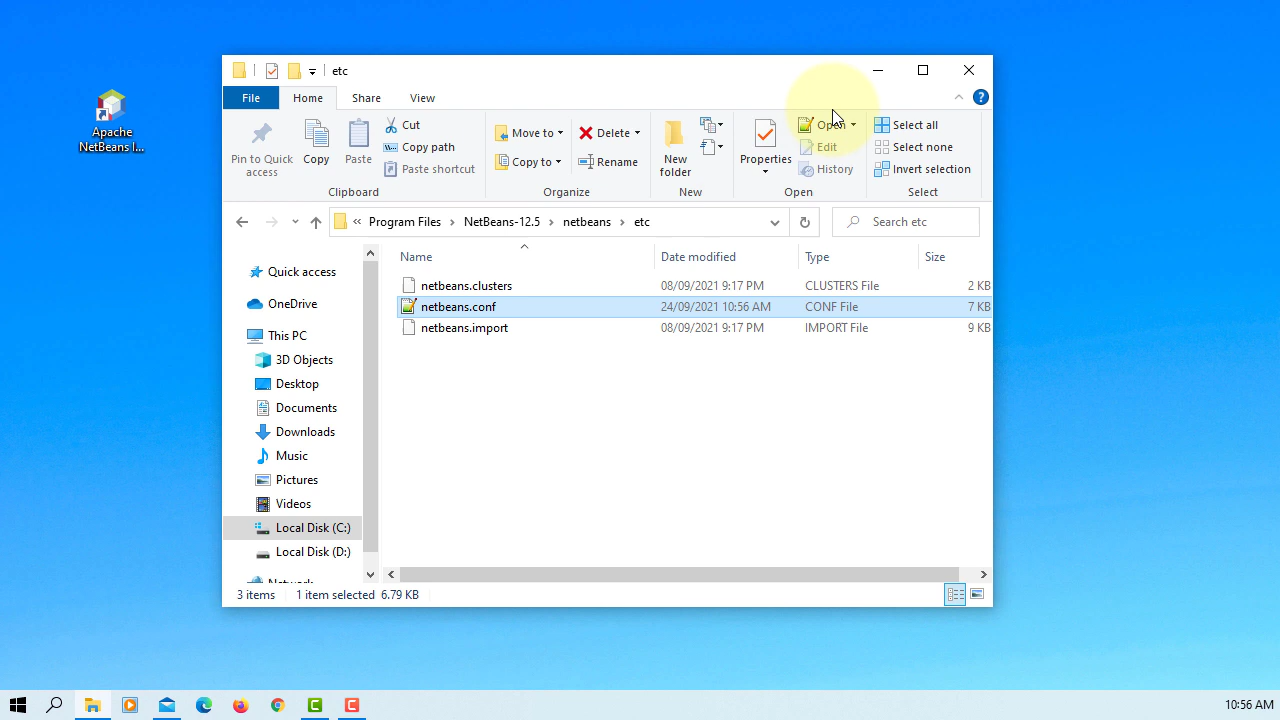 Apache
NetBeans I...
etc
File Home Share View
Pin to Quick
access
Copy
Paste
Cut
Copy path
Paste shortcut
Clipboard
Move to
Copy to
Delete
Rename
Organize
New
folder
New
Properties
Open
Edit
History
Open
Select all
Select none
Invert selection
Select
« Program Files > NetBeans-12.5 > netbeans > etc
Search etc
Name Date modified Type Size
netbeans.clusters 08/09/2021 9:17 PM CLUSTERS File 2 KB
netbeans.conf 24/09/2021 10:56 AM CONF File 7 KB
netbeans.import 08/09/2021 9:17 PM IMPORT File 9 KB
Quick access
OneDrive
This PC
3D Objects
Desktop
Documents
Downloads
Music
Pictures
Videos
Local Disk (C:)
Local Disk (D:)
Network
3 items 1 item selected 6.79 KB
10:56 AM